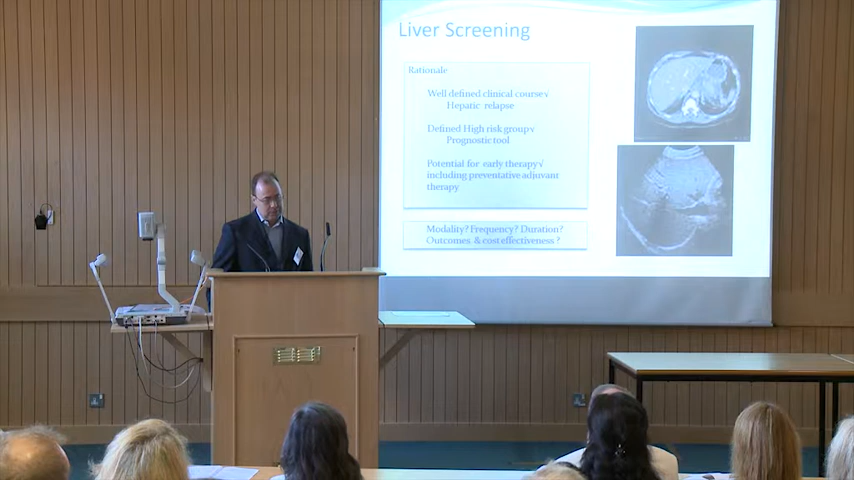 Liver Screening
Rationale
Well defined clinical course√
Hepatic relapse
Defined High risk group√
Prognostic tool
Potential for early therapy√
including preventative adjuvant
therapy
Modality? Frequency? Duration?
Outcomes & cost effectiveness ?